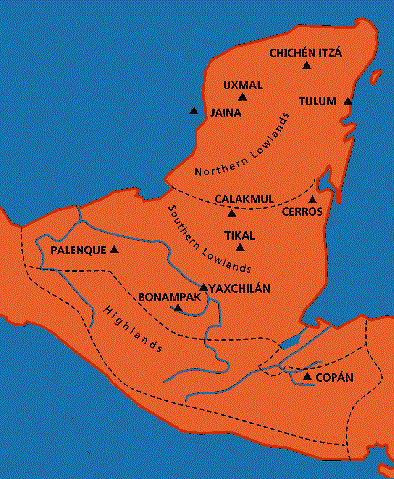 CHICHÉN ITZÁ
UXMAL
TULUM
JAINA
Northern Lowlands
CALAKMUL
CERROS
Southern Lowlands
TIKAL
PALENQUE
YAXCHILÁN
BONAMPAK
Highlands
COPÁN